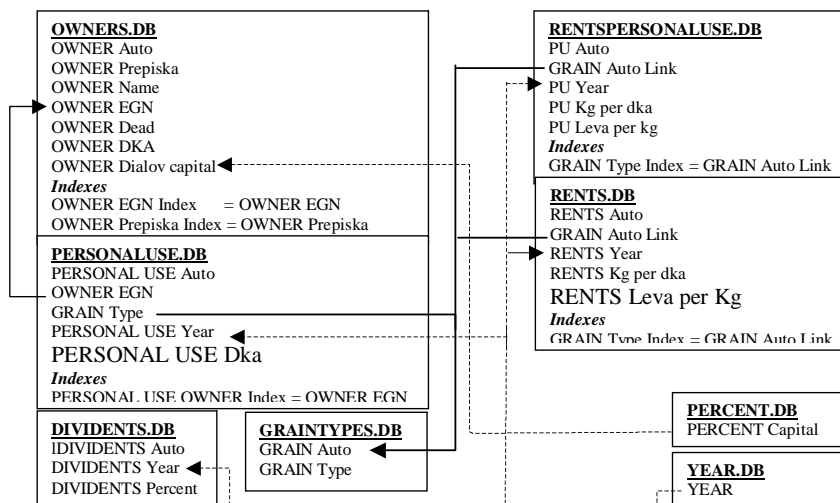 OWNERS.DB
OWNER Auto
OWNER Prepiska
OWNER Name
OWNER EGN
OWNER Dead
OWNER DKA
OWNER Dialov capital
Indexes
OWNER EGN Index = OWNER EGN
OWNER Prepiska Index = OWNER Prepiska
PERSONALUSE.DB
PERSONAL USE Auto
OWNER EGN
GRAIN Type
PERSONAL USE Year
PERSONAL USE Dka
Indexes
PERSONAL USE OWNER Index = OWNER EGN
DIVIDENTS.DB
IDIVIDENTS Auto
DIVIDENTS Year
DIVIDENTS Percent
GRAINTYPES.DB
GRAIN Auto
GRAIN Type
RENTSPERSONALUSE.DB
PU Auto
GRAIN Auto Link
PU Year
PU Kg per dka
PU Leva per kg
Indexes
GRAIN Type Index = GRAIN Auto Link
RENTS.DB
RENTS Auto
GRAIN Auto Link
RENTS Year
RENTS Kg per dka
RENTS Leva per Kg
Indexes
GRAIN Type Index = GRAIN Auto Link
PERCENT.DB
PERCENT Capital
YEAR.DB
YEAR